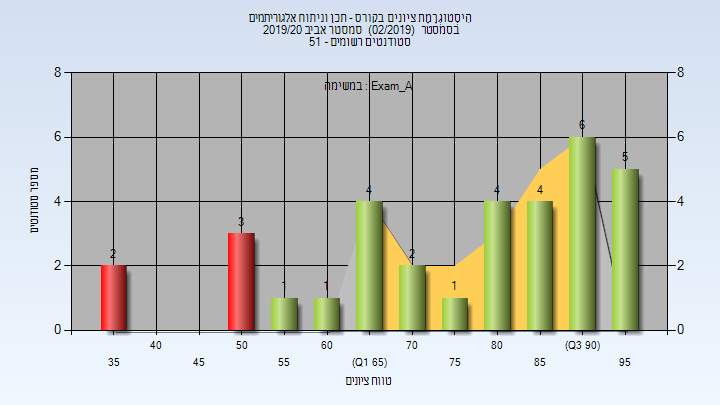 הִיסְטוֹגְרָמַת ציונים בקורס - תכן וניתוח אלגוריתמים
בסמסטר (02/2019) סמסטר אביב 2019/20
סטודנטים רשומים - 51
במשימה : Exam_A
מספר סטודנטים
8 8
6 6
4 4
2 2
0 0
2 3 1 1 4 2 1 4 4 6 5
40 50 60 70 80 (Q3 90)
35 45 55 (Q1 65) 75 85 95
טווח ציונים